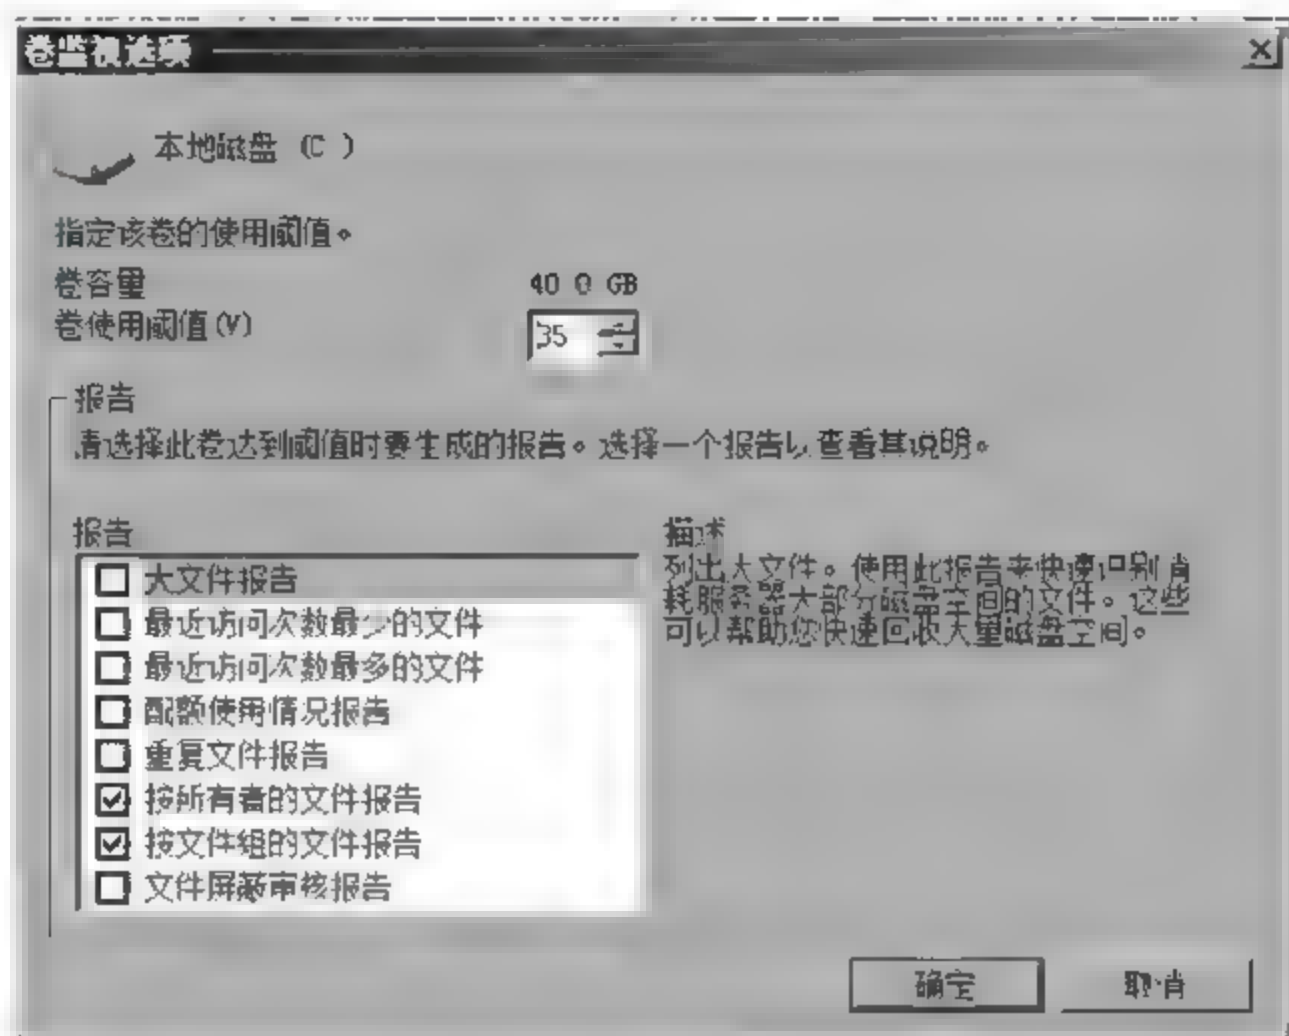 卷监视选项
本地磁盘 (C )
指定该卷的使用阈值。
卷容量
40 0 GB
卷使用阈值(V)
35
报告
请选择此卷达到阈值时要生成的报告。选择一个报告以查看其说明。
报告
大文件报告
最近访问次数最少的文件
最近访问次数最多的文件
配额使用情况报告
重复文件报告
按所有者的文件报告
按文件组的文件报告
文件屏蔽审核报告
描述
列出大文件。使用此报告来快速识别消
耗服务器大部分磁盘空间的文件。这些
可以帮助您快速回收大量磁盘空间。
确定
取消